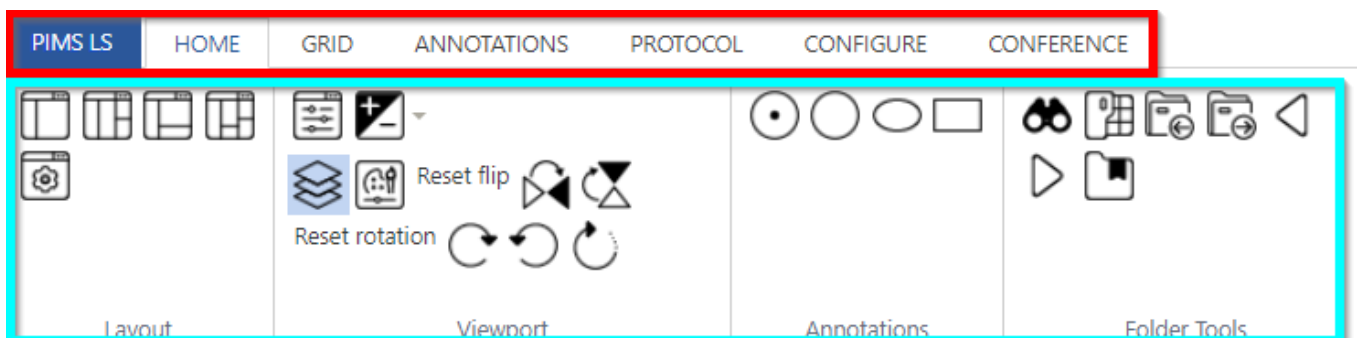 PIMS LS HOME GRID ANNOTATIONS PROTOCOL CONFIGURE CONFERENCE
Reset flip
Reset rotation
Layout Viewport Annotations Folder Tools